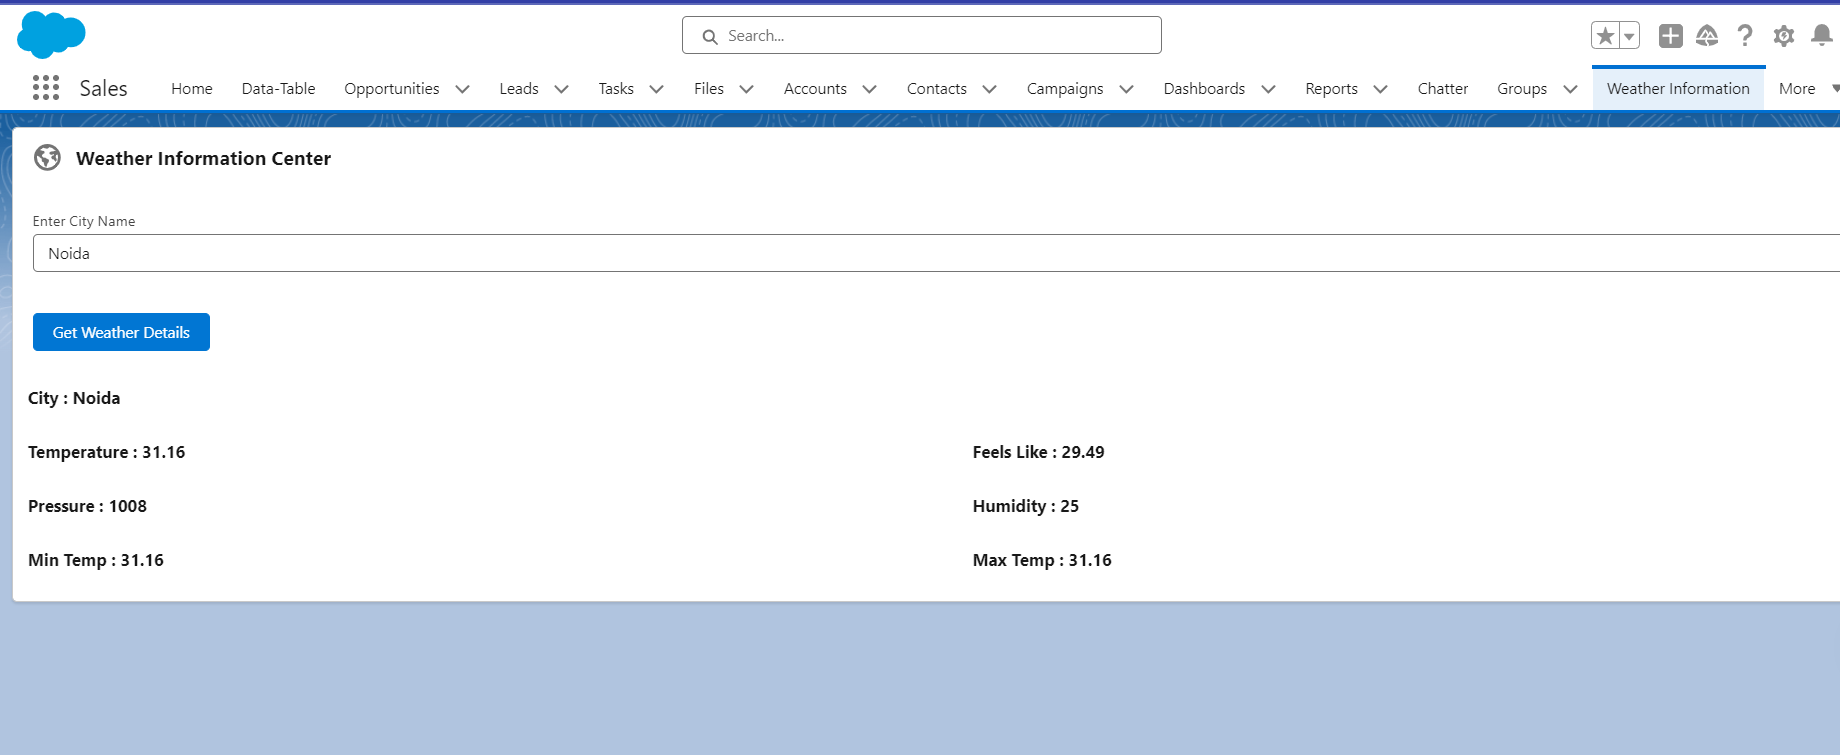 Search...
Sales Home Data-Table Opportunities Leads Tasks Files Accounts Contacts Campaigns Dashboards Reports Chatter Groups Weather Information More
Weather Information Center
Enter City Name
Noida
Get Weather Details
City : Noida
Temperature : 31.16 Feels Like : 29.49
Pressure : 1008 Humidity : 25
Min Temp : 31.16 Max Temp : 31.16